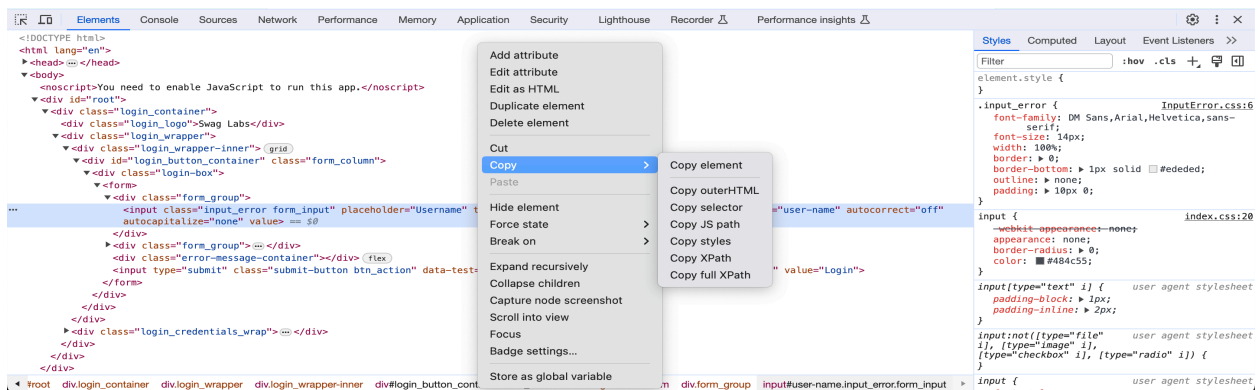 Elements Console Sources Network Performance Memory Application Security Lighthouse Recorder Performance insights
<!DOCTYPE html>
<html lang="en">
<head> </head>
<body>
<noscript>You need to enable JavaScript to run this app.</noscript>
<div id="root">
<div class="login_container">
<div class="login_logo">Swag Labs</div>
<div class="login_wrapper">
<div class="login_wrapper-inner"> grid
<div id="login_button_container" class="form_column">
<div class="login-box">
<form>
<div class="form_group">
<input class="input_error form_input" placeholder="Username" t ="user-name" autocorrect="off"
autocapitalize="none" value> == $0
</div>
<div class="form_group"> </div>
<div class="error-message-container"></div> flex
<input type="submit" class="submit-button btn_action" data-test= " value="Login">
</form>
</div>
</div>
</div>
<div class="login_credentials_wrap"> </div>
</div>
</div>
#root div.login_container div.login_wrapper div.login_wrapper-inner div#login_button_cont m div.form_group input#user-name.input_error.form_input
Add attribute
Edit attribute
Edit as HTML
Duplicate element
Delete element
Cut
Copy
Paste
Hide element
Force state
Break on
Expand recursively
Collapse children
Capture node screenshot
Scroll into view
Focus
Badge settings...
Store as global variable
Copy element
Copy outerHTML
Copy selector
Copy JS path
Copy styles
Copy XPath
Copy full XPath
Styles Computed Layout Event Listeners
Filter :hov .cls
element.style {
}
.input_error { InputError.css:6
font-family: DM Sans,Arial,Helvetica,sans-
serif;
font-size: 14px;
width: 100%;
border: 0;
border-bottom: 1px solid #ededed;
outline: none;
padding: 10px 0;
}
input { index.css:20
-webkit-appearance: none;
appearance: none;
border-radius: 0;
color: #484c55;
}
input[type="text" i] { user agent stylesheet
padding-block: 1px;
padding-inline: 2px;
}
input:not([type="file" user agent stylesheet
i], [type="image" i],
[type="checkbox" i], [type="radio" i]) {
}
input { user agent stylesheet